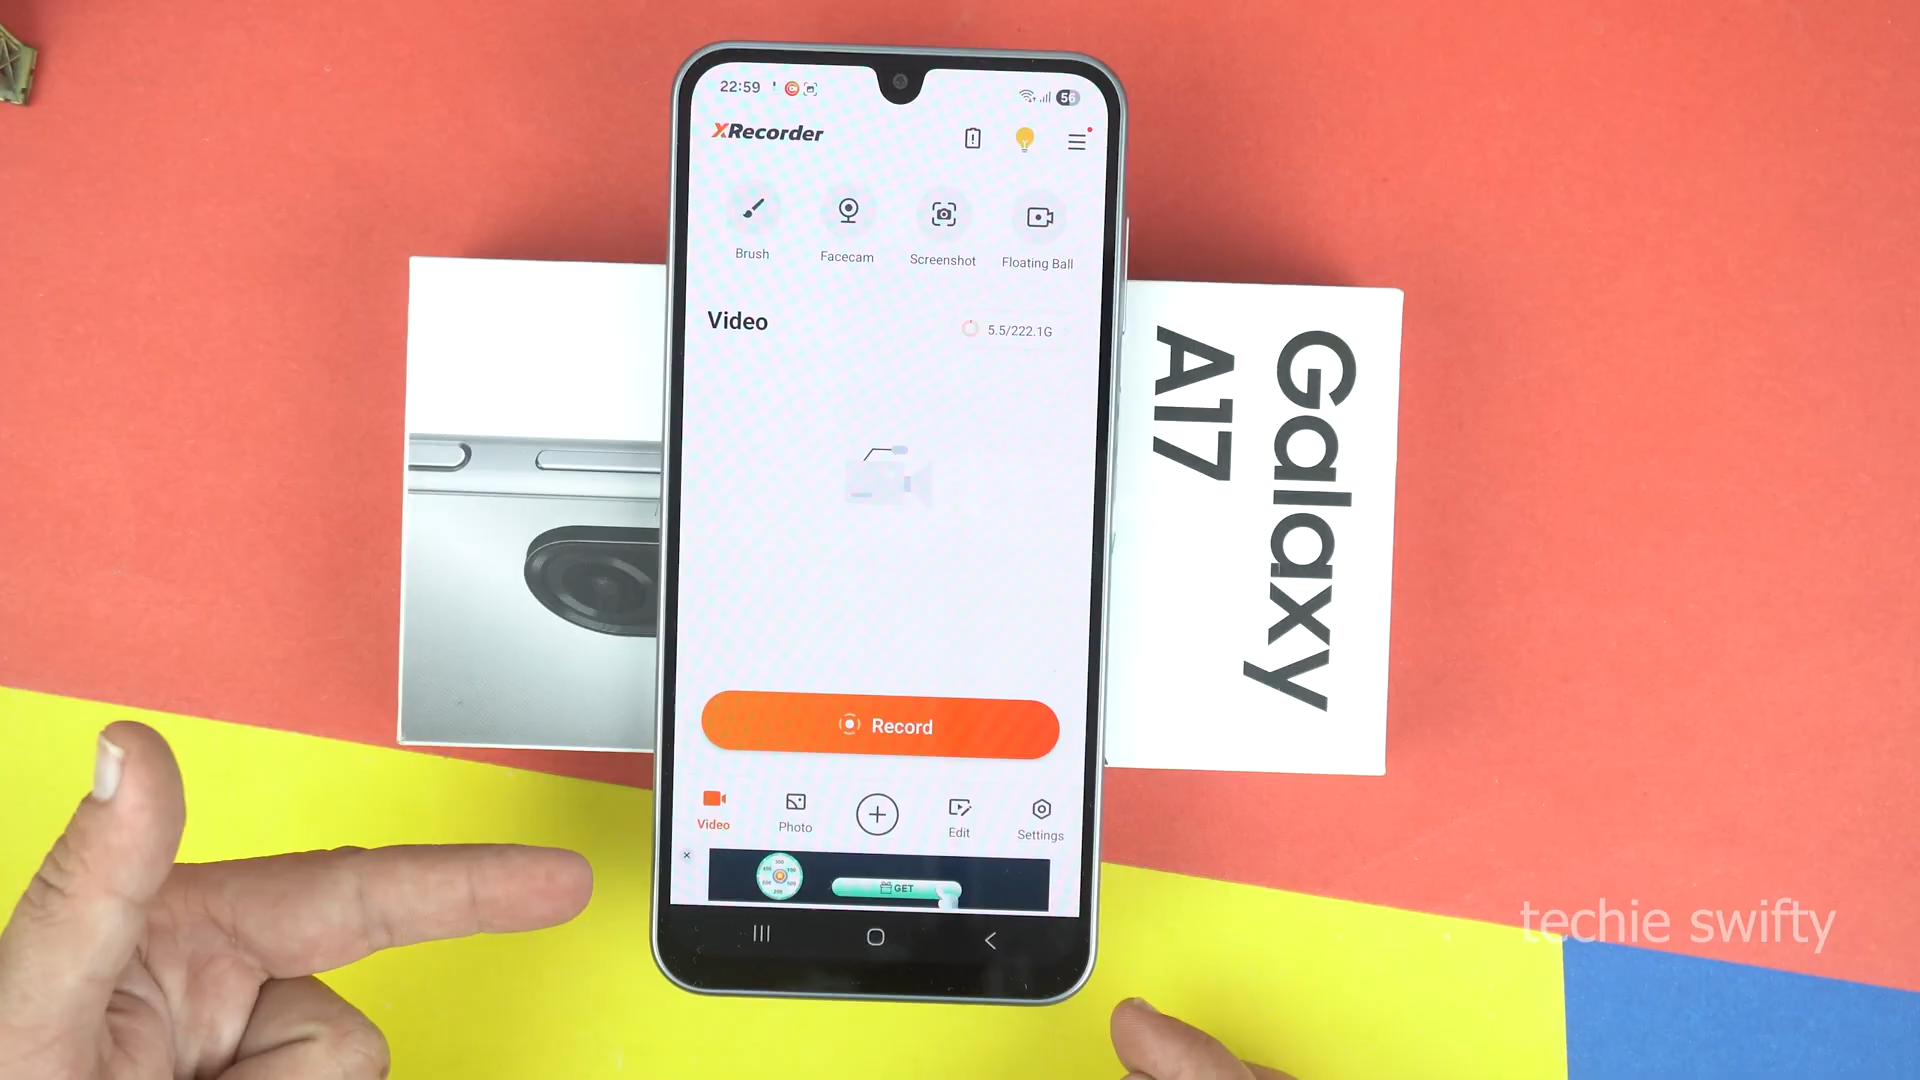 22:59
56
XRecorder
Brush
Facecam
Screenshot
Floating Ball
Video
5.5/222.1G
Record
Video
Photo
Edit
Settings
GET
Galaxy
A17
techie swifty